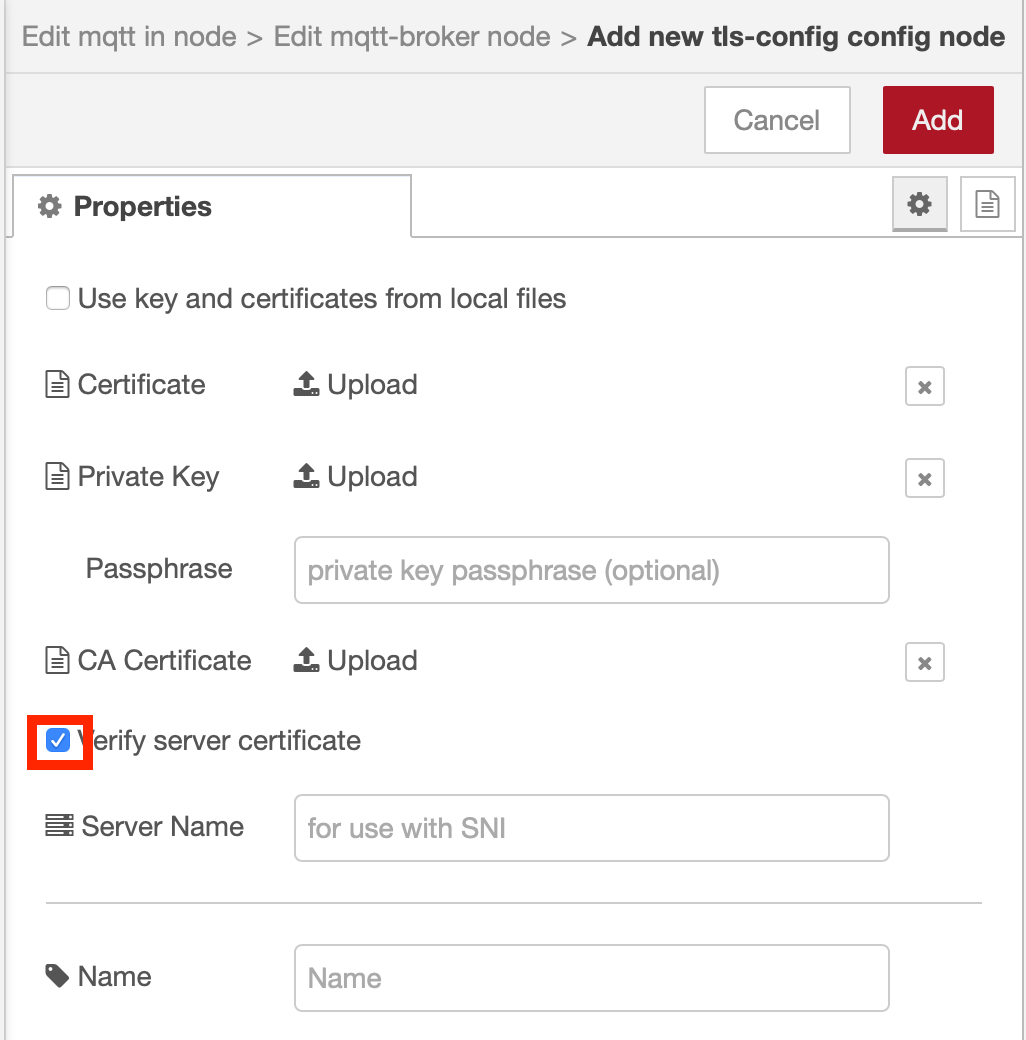 Edit mqtt in node > Edit mqtt-broker node > Add new tls-config config node
Cancel
Add
Properties
Use key and certificates from local files
Certificate Upload
Private Key Upload
Passphrase private key passphrase (optional)
CA Certificate Upload
Verify server certificate
Server Name for use with SNI
Name Name